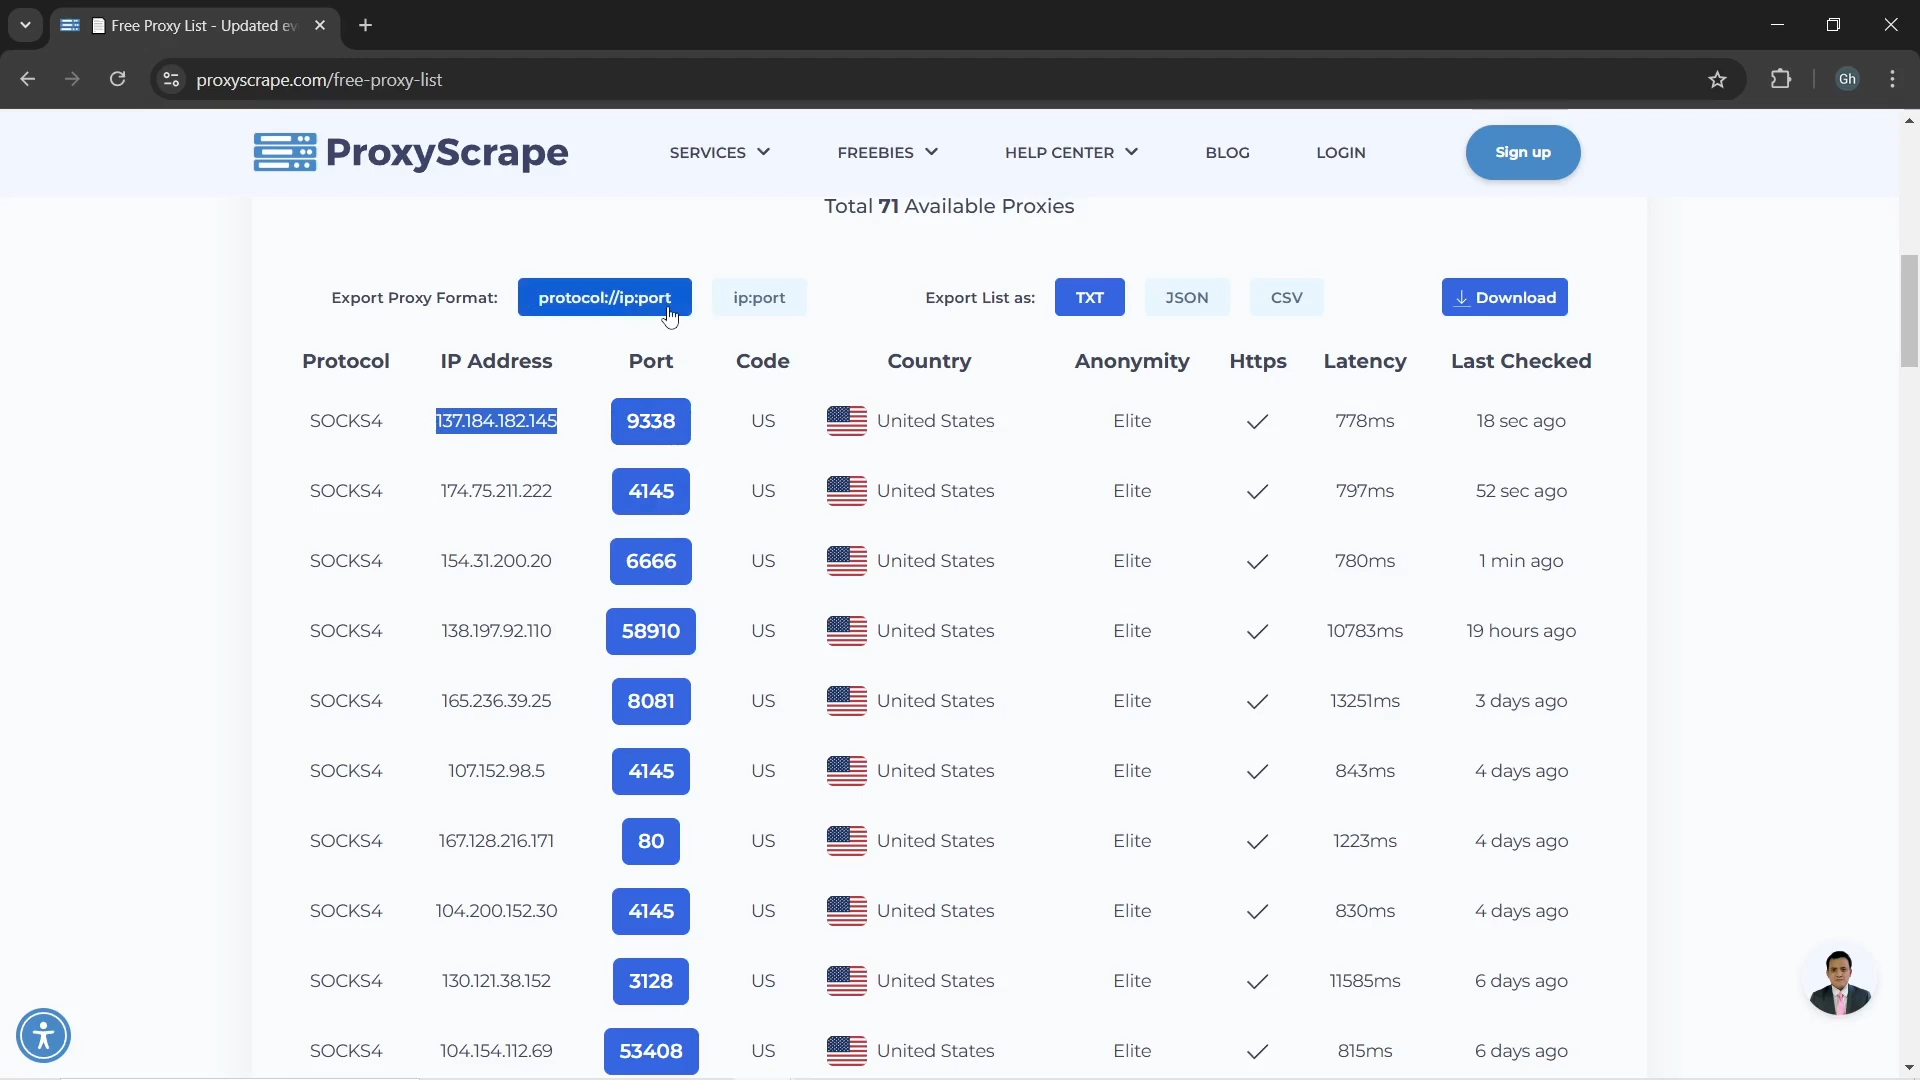 Free Proxy List - Updated ev
proxyscrape.com/free-proxy-list
Gh
ProxyScrape SERVICES FREEBIES HELP CENTER BLOG LOGIN Sign up
Total 71 Available Proxies
Export Proxy Format: protocol://ip:port ip:port Export List as: TXT JSON CSV Download
Protocol IP Address Port Code Country Anonymity Https Latency Last Checked
SOCKS4 137.184.182.145 9338 US United States Elite 778ms 18 sec ago
SOCKS4 174.75.211.222 4145 US United States Elite 797ms 52 sec ago
SOCKS4 154.31.200.20 6666 US United States Elite 780ms 1 min ago
SOCKS4 138.197.92.110 58910 US United States Elite 10783ms 19 hours ago
SOCKS4 165.236.39.25 8081 US United States Elite 13251ms 3 days ago
SOCKS4 107.152.98.5 4145 US United States Elite 843ms 4 days ago
SOCKS4 167.128.216.171 80 US United States Elite 1223ms 4 days ago
SOCKS4 104.200.152.30 4145 US United States Elite 830ms 4 days ago
SOCKS4 130.121.38.152 3128 US United States Elite 11585ms 6 days ago
SOCKS4 104.154.112.69 53408 US United States Elite 815ms 6 days ago